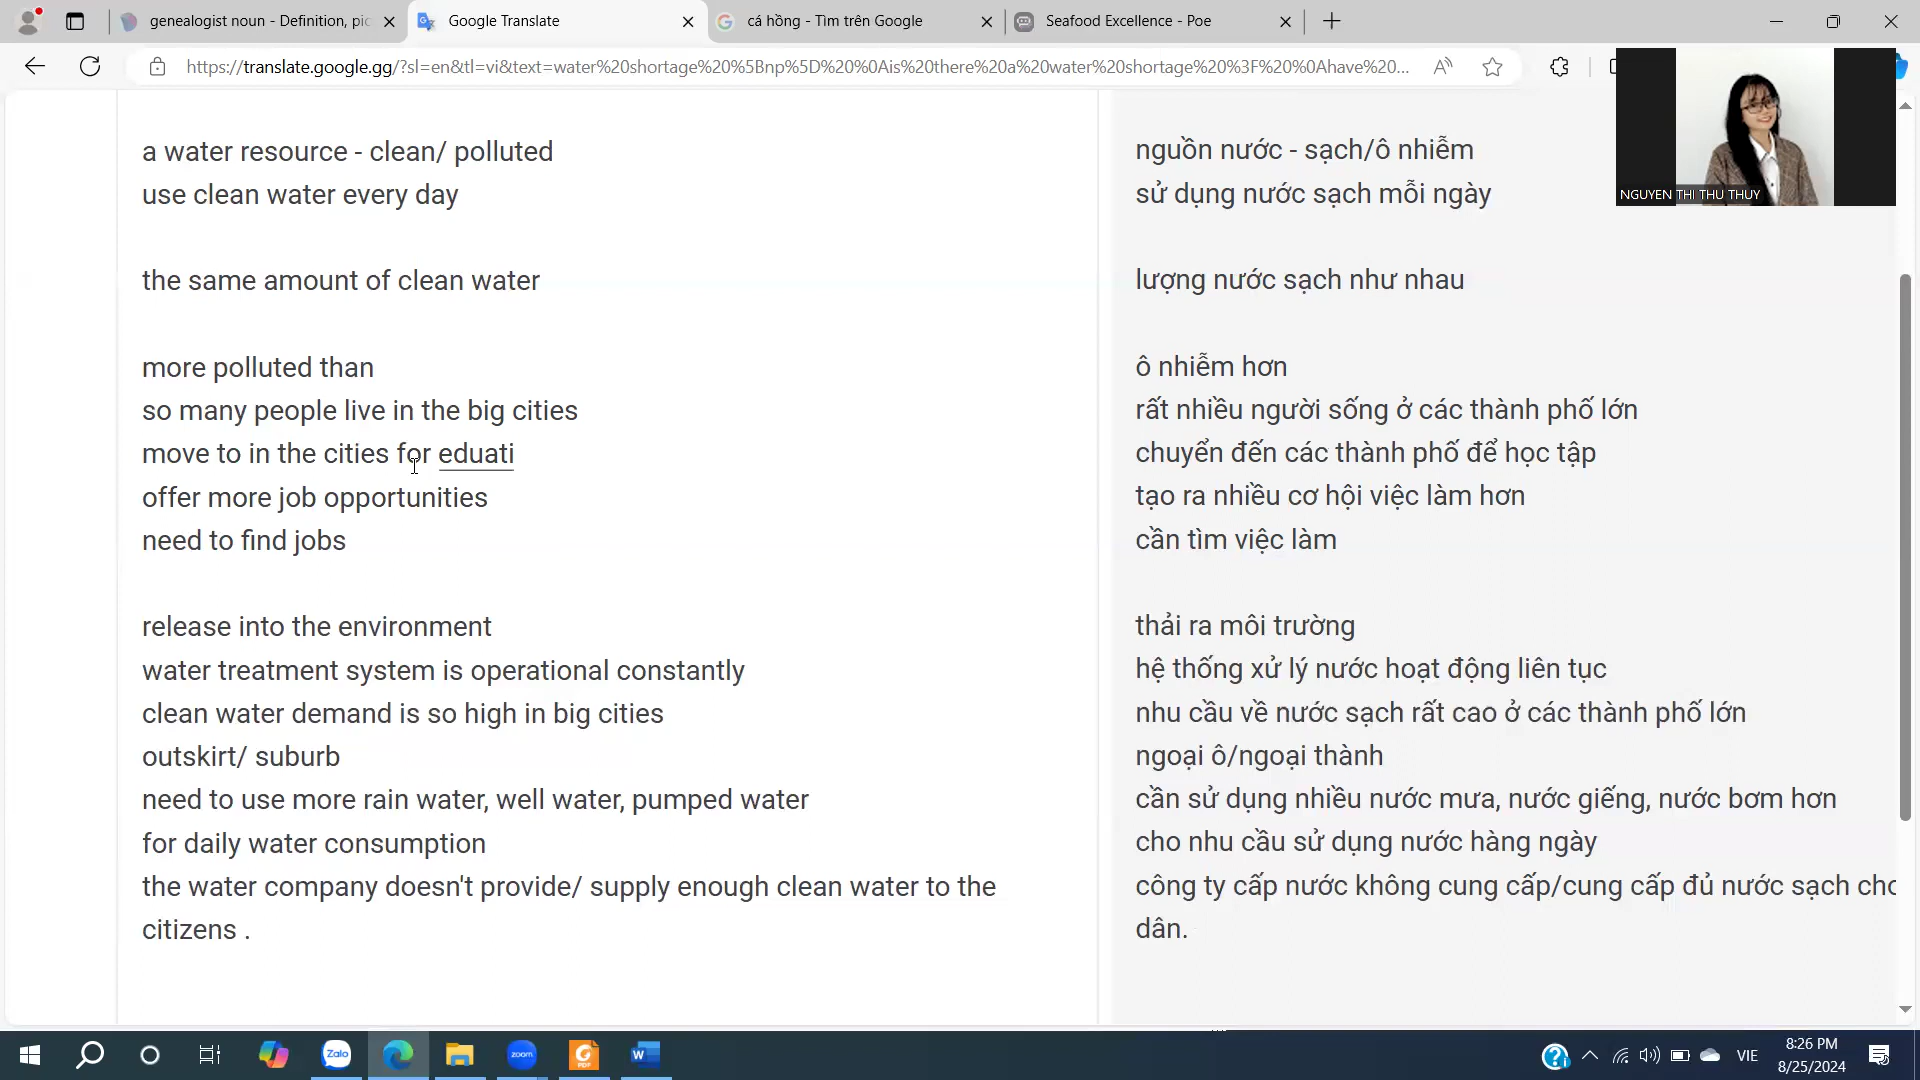 genealogist noun - Definition, pic
Google Translate
cá hồng - Tìm trên Google
Seafood Excellence - Poe
https://translate.google.gg/?sl=en&tl=vi&text=water%20shortage%20%5Bnp%5D%20%0Ais%20there%20a%20water%20shortage%20%3F%20%0Ahave%20...
NGUYEN THI THU THUY
a water resource - clean/ polluted
use clean water every day
the same amount of clean water
more polluted than
so many people live in the big cities
move to in the cities for eduati
offer more job opportunities
need to find jobs
release into the environment
water treatment system is operational constantly
clean water demand is so high in big cities
outskirt/ suburb
need to use more rain water, well water, pumped water
for daily water consumption
the water company doesn't provide/ supply enough clean water to the
citizens .
nguồn nước - sạch/ô nhiễm
sử dụng nước sạch mỗi ngày
lượng nước sạch như nhau
ô nhiễm hơn
rất nhiều người sống ở các thành phố lớn
chuyển đến các thành phố để học tập
tạo ra nhiều cơ hội việc làm hơn
cần tìm việc làm
thải ra môi trường
hệ thống xử lý nước hoạt động liên tục
nhu cầu về nước sạch rất cao ở các thành phố lớn
ngoại ô/ngoại thành
cần sử dụng nhiều nước mưa, nước giếng, nước bơm hơn
cho nhu cầu sử dụng nước hàng ngày
công ty cấp nước không cung cấp/cung cấp đủ nước sạch cho
dân.
Zalo
zoom
PDF
W
VIE
8:26 PM
8/25/2024